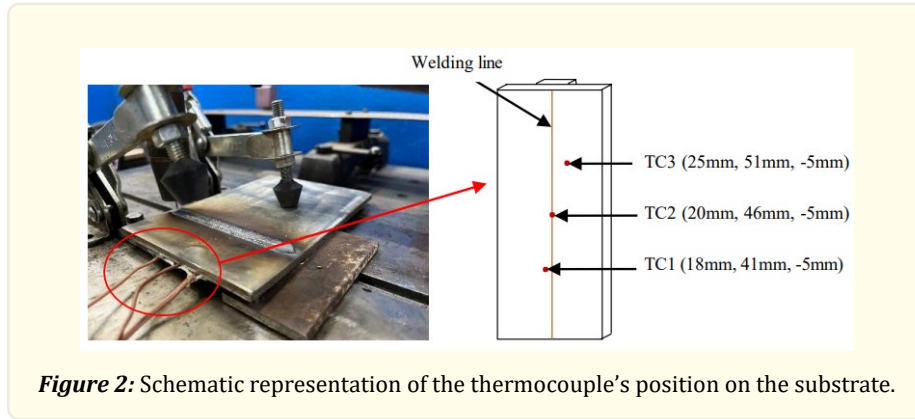 Welding line
TC3 (25mm, 51mm, -5mm)
TC2 (20mm, 46mm, -5mm)
TC1 (18mm, 41mm, -5mm)
Figure 2: Schematic representation of the thermocouple’s position on the substrate.